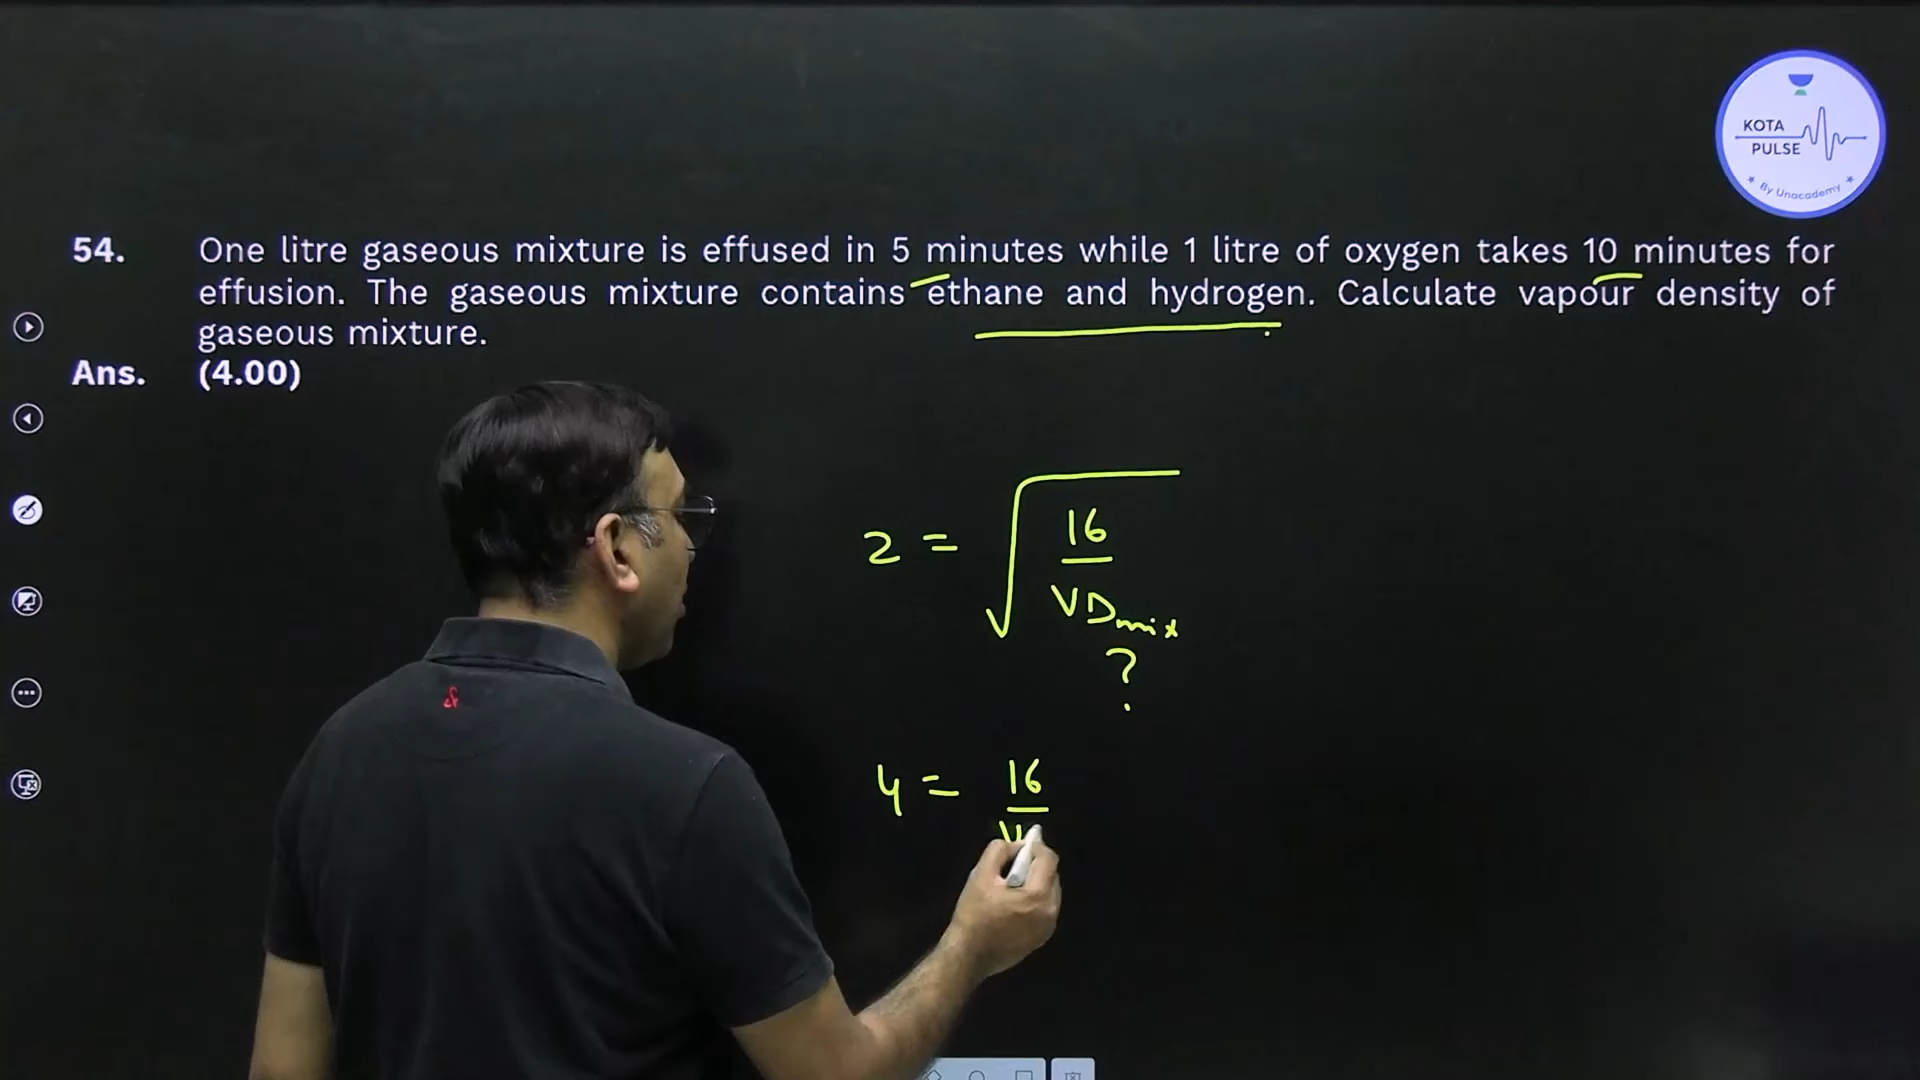 KOTA
PULSE
★ By Unacademy ★
54. One litre gaseous mixture is effused in 5 minutes while 1 litre of oxygen takes 10 minutes for
effusion. The gaseous mixture contains ethane and hydrogen. Calculate vapour density of
gaseous mixture.
Ans. (4.00)
2 = √ 16
VDmix
?
4 = 16
V